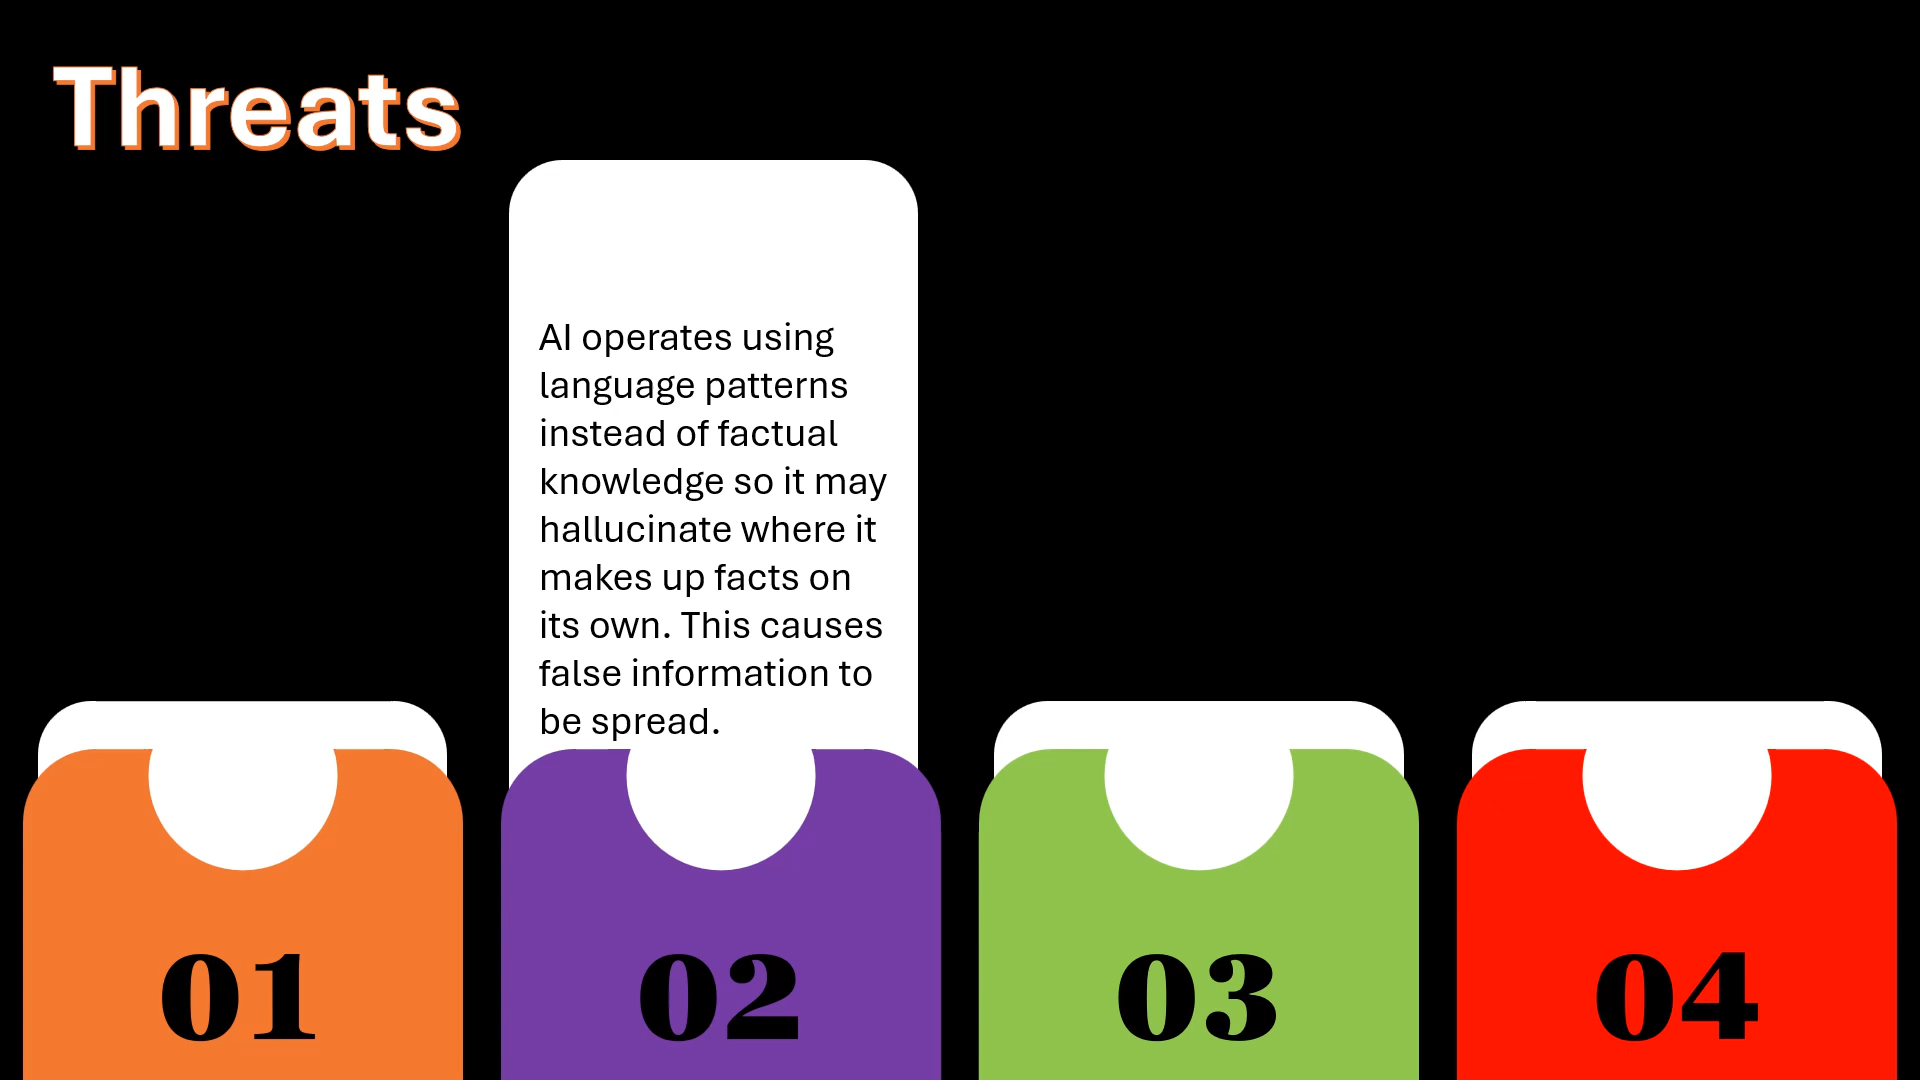 Threats
AI operates using
language patterns
instead of factual
knowledge so it may
hallucinate where it
makes up facts on
its own. This causes
false information to
be spread.
01
02
03
04